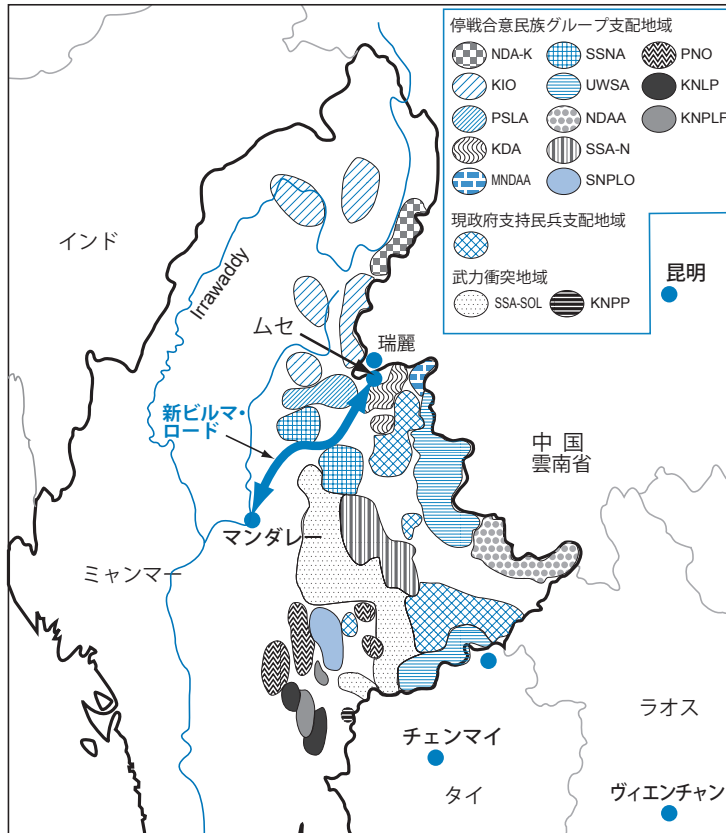 停戦合意民族グループ支配地域
NDA-K
SSNA
PNO
KIO
UWSA
KNLP
PSLA
NDAA
KNPLF
KDA
SSA-N
MNDAA
SNPLO
現政府支持民兵支配地域
武力衝突地域
SSA-SOL
KNPP
インド
Irrawaddy
昆明
ムセ
瑞麗
新ビルマ・
ロード
中 国
雲南省
マンダレー
ミャンマー
チェンマイ
タイ
ラオス
ヴィエンチャン